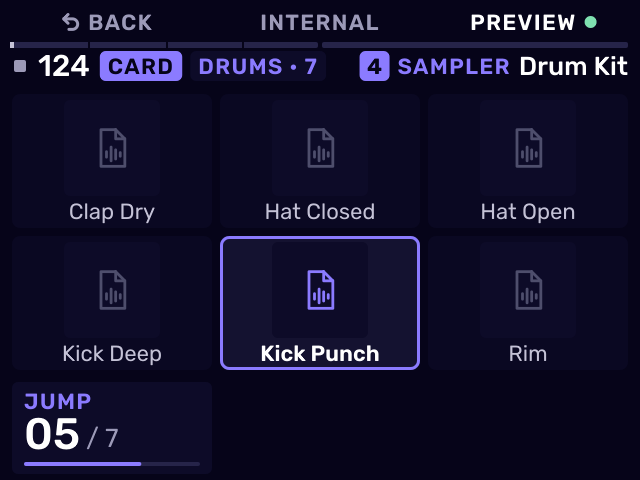 BACK INTERNAL PREVIEW
124 CARD DRUMS • 7 4 SAMPLER Drum Kit
Clap Dry Hat Closed Hat Open
Kick Deep Kick Punch Rim
JUMP
05 / 7